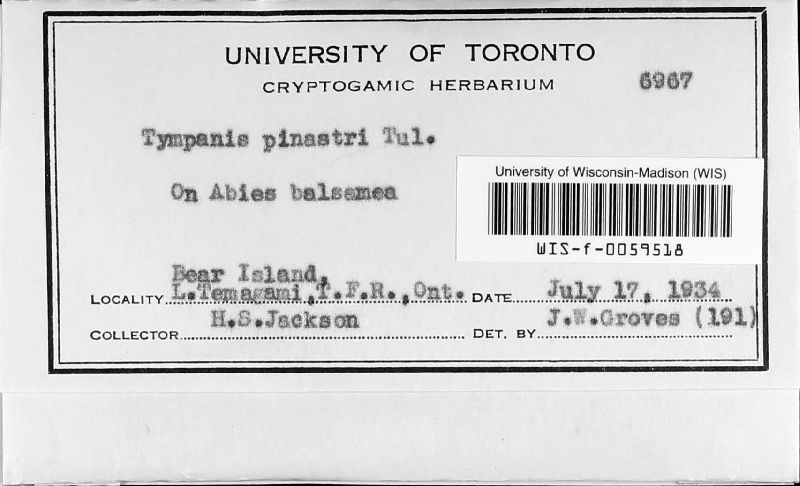 UNIVERSITY OF TORONTO
CRYPTOGAMIC HERBARIUM 6967
Tympanis pinastri Tul.
University of Wisconsin-Madison (WIS)
On Abies balsamea
WIS-f-0059518
Bear Island,
LOCALITY L.Temagami,T.F.R.,Ont. DATE July 17, 1934
COLLECTOR H.S.Jackson DET. BY J.W.Groves (191)